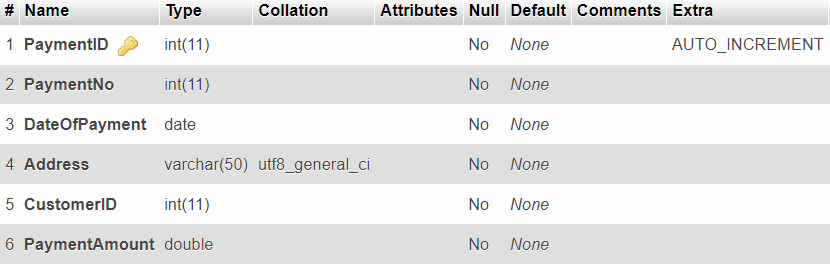 # Name Type Collation Attributes Null Default Comments Extra
1 PaymentID int(11) No None AUTO_INCREMENT
2 PaymentNo int(11) No None
3 DateOfPayment date No None
4 Address varchar(50) utf8_general_ci No None
5 CustomerID int(11) No None
6 PaymentAmount double No None